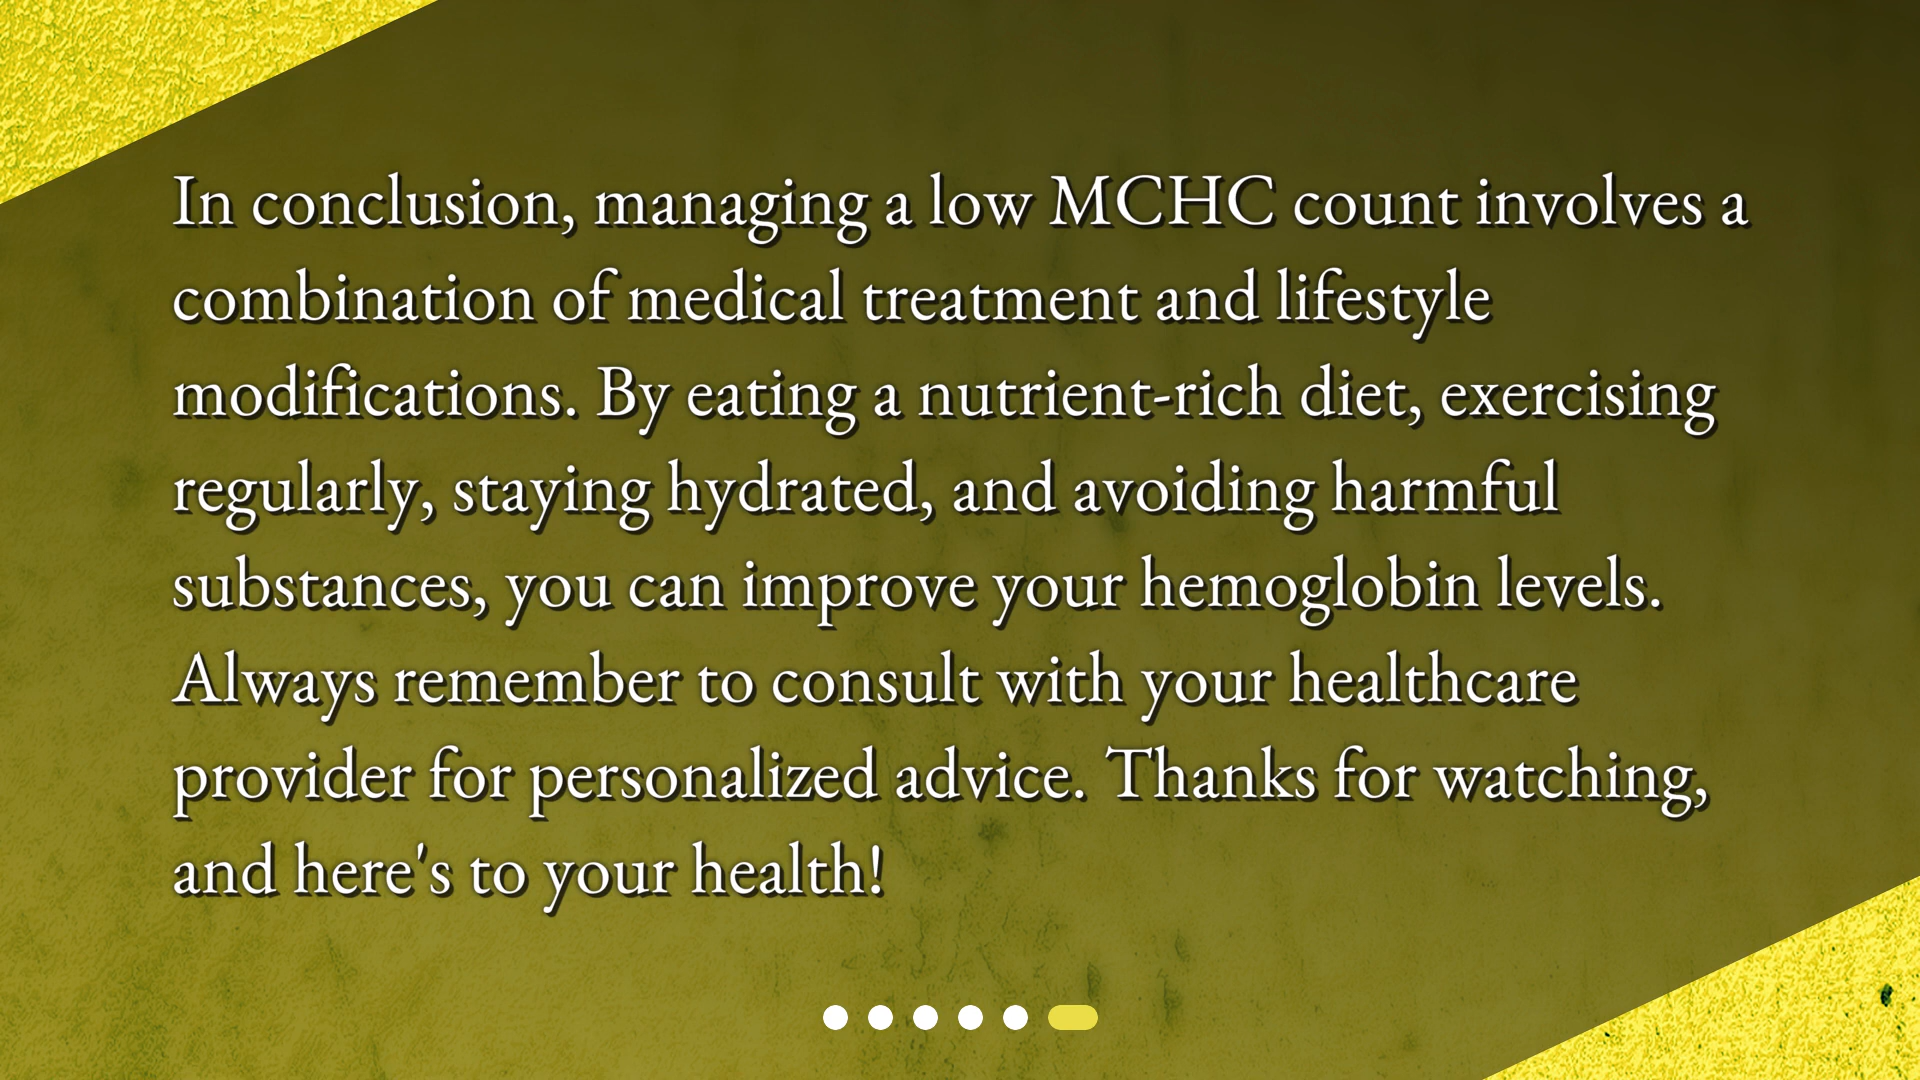 In conclusion, managing a low MCHC count involves a
combination of medical treatment and lifestyle
modifications. By eating a nutrient-rich diet, exercising
regularly, staying hydrated, and avoiding harmful
substances, you can improve your hemoglobin levels.
Always remember to consult with your healthcare
provider for personalized advice. Thanks for watching,
and here's to your health!